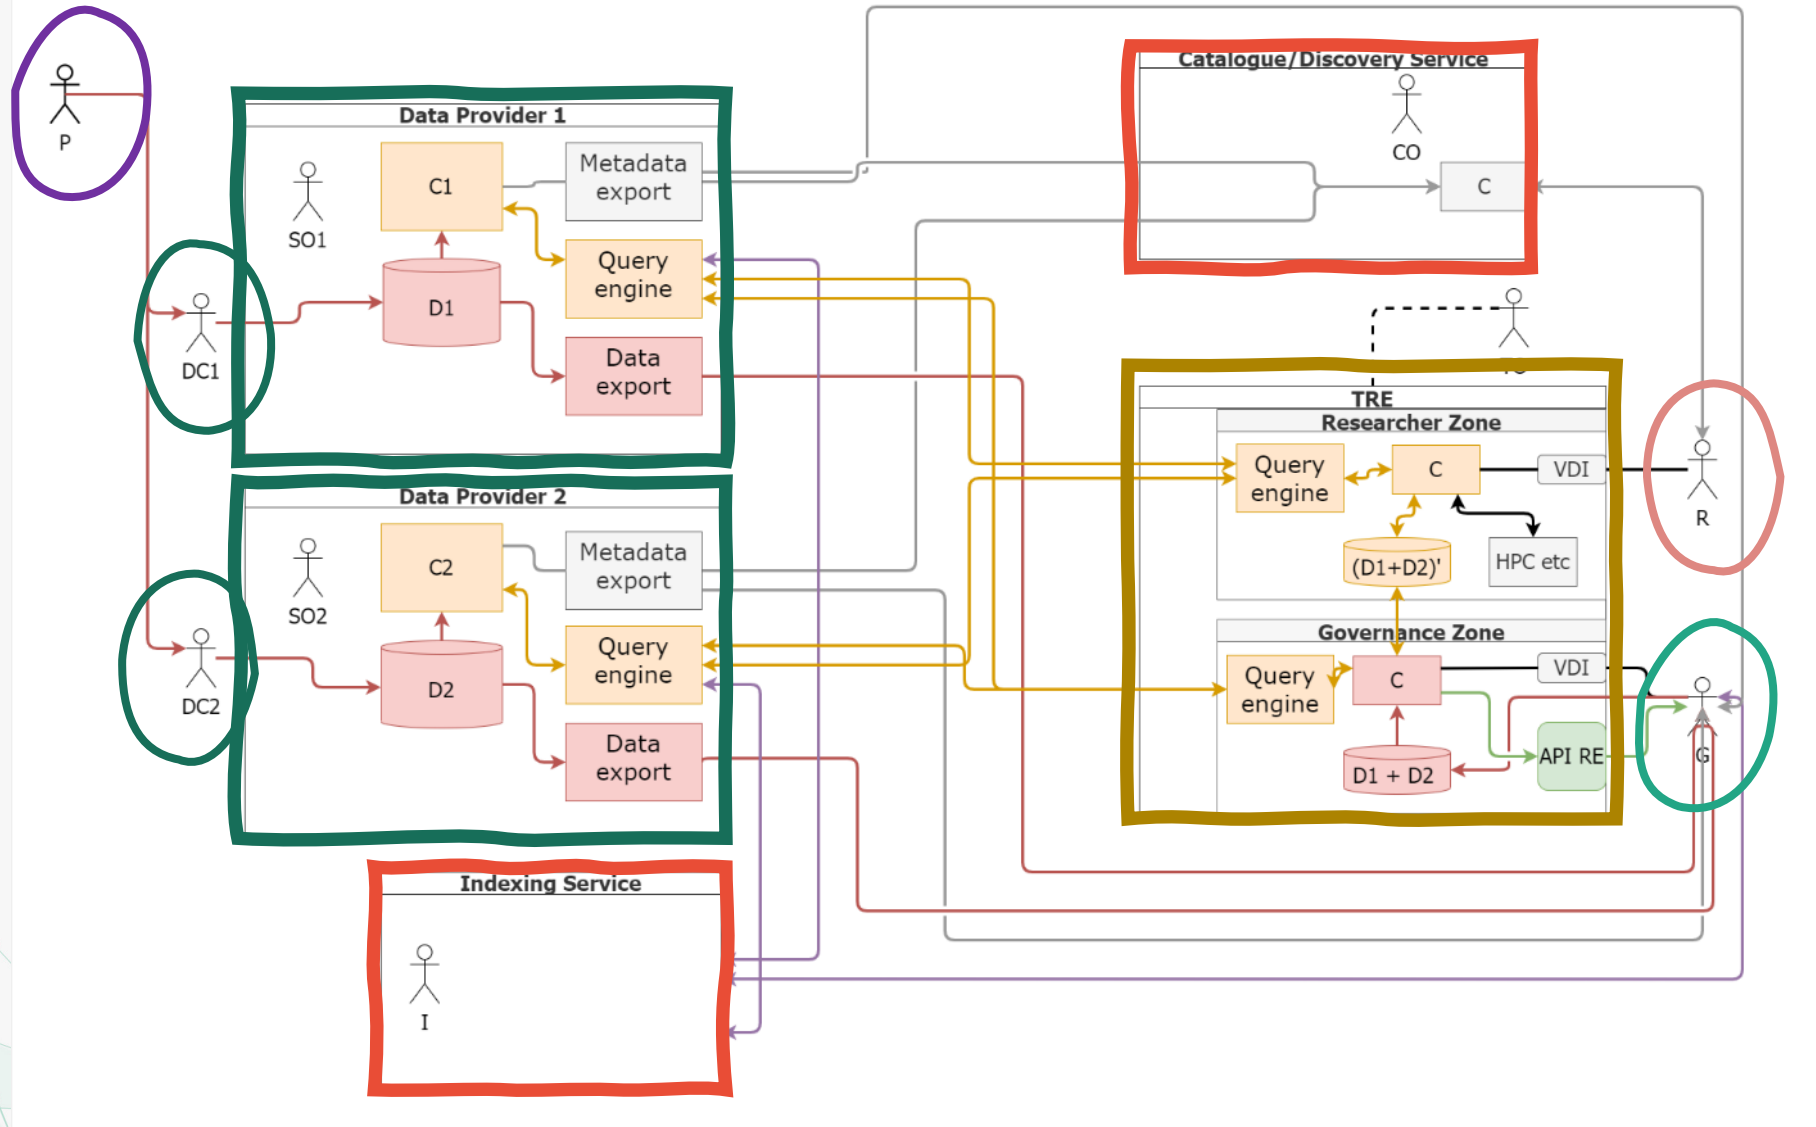 P
Data Provider 1
SO1
C1
Metadata
export
D1
Query
engine
Data
export
DC1
Data Provider 2
SO2
C2
Metadata
export
D2
Query
engine
Data
export
DC2
Indexing Service
I
Catalogue/Discovery Service
CO
C
TRE
Researcher Zone
Query
engine
C
VDI
(D1+D2)'
HPC etc
R
Governance Zone
Query
engine
C
VDI
D1 + D2
API RE
G